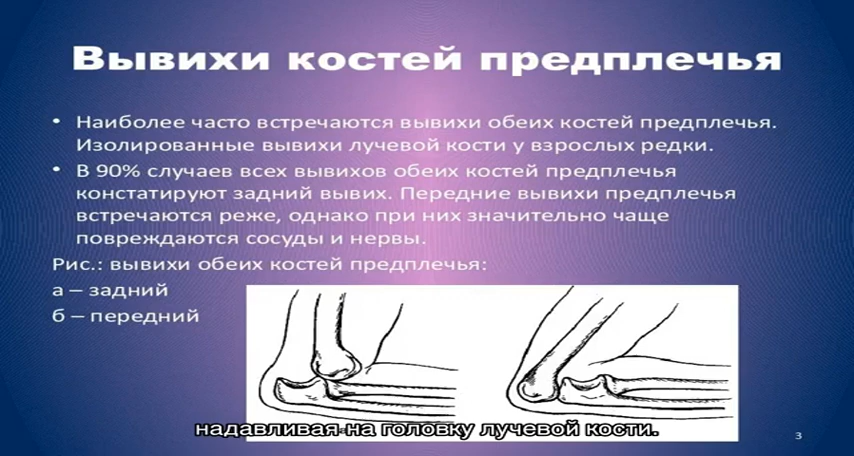 Вывихи костей предплечья
• Наиболее часто встречаются вывихи обеих костей предплечья.
Изолированные вывихи лучевой кости у взрослых редки.
• В 90% случаев всех вывихов обеих костей предплечья
констатируют задний вывих. Передние вывихи предплечья
встречаются реже, однако при них значительно чаще
повреждаются сосуды и нервы.
Рис.: вывихи обеих костей предплечья:
а – задний
б – передний
надавливая на головку лучевой кости.
3